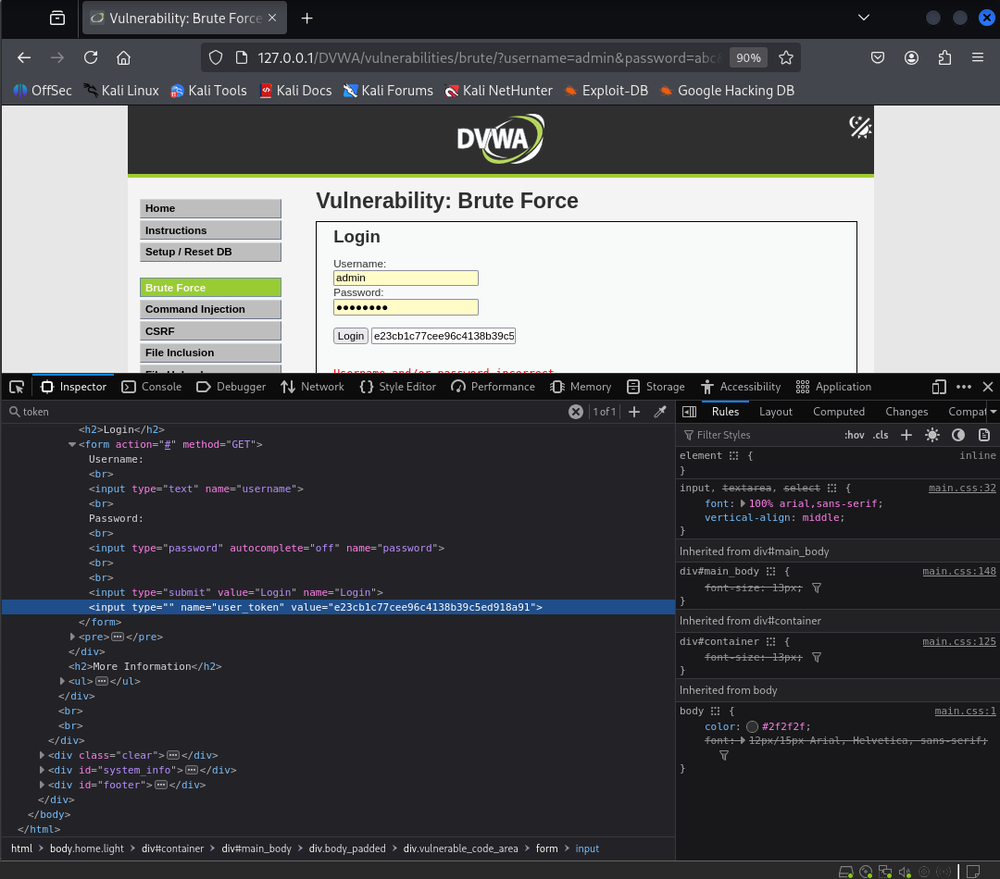 Vulnerability: Brute Force
127.0.0.1/DVWA/vulnerabilities/brute/?username=admin&password=abc&
90%
OffSec Kali Linux Kali Tools Kali Docs Kali Forums Kali NetHunter Exploit-DB Google Hacking DB
DVWA
Vulnerability: Brute Force
Home
Instructions
Setup / Reset DB
Brute Force
Command Injection
CSRF
File Inclusion
Login
Username:
admin
Password:
••••••••
Login e23cb1c77cee96c4138b39c5
Username and/or password incorrect.
Inspector Console Debugger Network Style Editor Performance Memory Storage Accessibility Application
token 1 of 1
<h2>Login</h2>
<form action="#" method="GET">
Username:
<br>
<input type="text" name="username">
<br>
Password:
<br>
<input type="password" autocomplete="off" name="password">
<br>
<br>
<input type="submit" value="Login" name="Login">
<input type="" name="user_token" value="e23cb1c77cee96c4138b39c5ed918a91">
</form>
<pre></pre>
</div>
<h2>More Information</h2>
<ul></ul>
</div>
<br>
<br>
</div>
<div class="clear"></div>
<div id="system_info"></div>
<div id="footer"></div>
</div>
</body>
</html>
html > body.home.light > div#container > div#main_body > div.body_padded > div.vulnerable_code_area > form > input
Rules Layout Computed Changes Compat
Filter Styles :hov .cls
element { inline
}
input, textarea, select { main.css:32
font: 100% arial,sans-serif;
vertical-align: middle;
}
Inherited from div#main_body
div#main_body { main.css:148
font-size: 13px;
}
Inherited from div#container
div#container { main.css:125
font-size: 13px;
}
Inherited from body
body { main.css:1
color: #2f2f2f;
font: 12px/15px Arial, Helvetica, sans-serif;
}